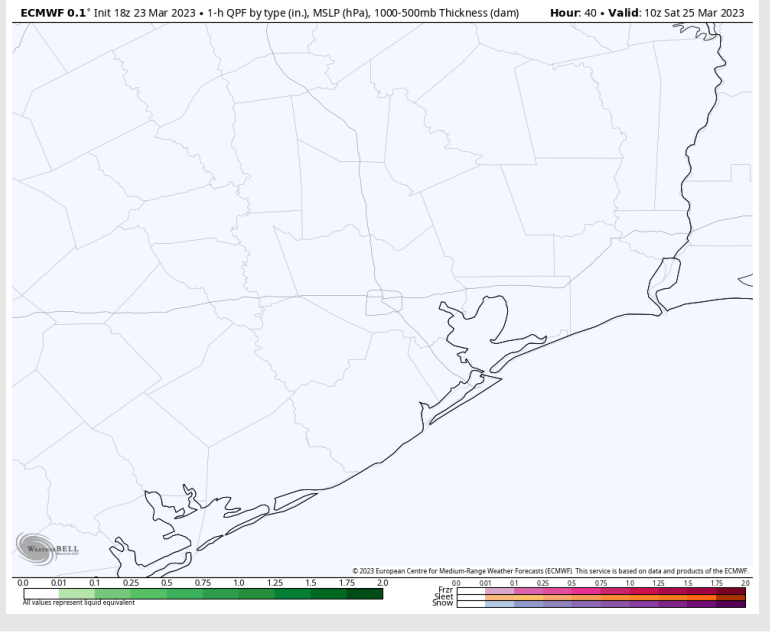 ECMWF 0.1° Init 18z 23 Mar 2023 • 1-h QPF by type (in.), MSLP (hPa), 1000-500mb Thickness (dam) Hour: 40 • Valid: 10z Sat 25 Mar 2023
WEATHERBELL
© 2023 European Centre for Medium-Range Weather Forecasts (ECMWF). This service is based on data and products of the ECMWF.
0.0 0.01 0.1 0.25 0.5 0.75 1.0 1.25 1.5 1.75 2.0
All values represent liquid equivalent
0.0 0.01 0.1 0.25 0.5 0.75 1.0 1.25 1.5 1.75 2.0
Frzr
Sleet
Snow